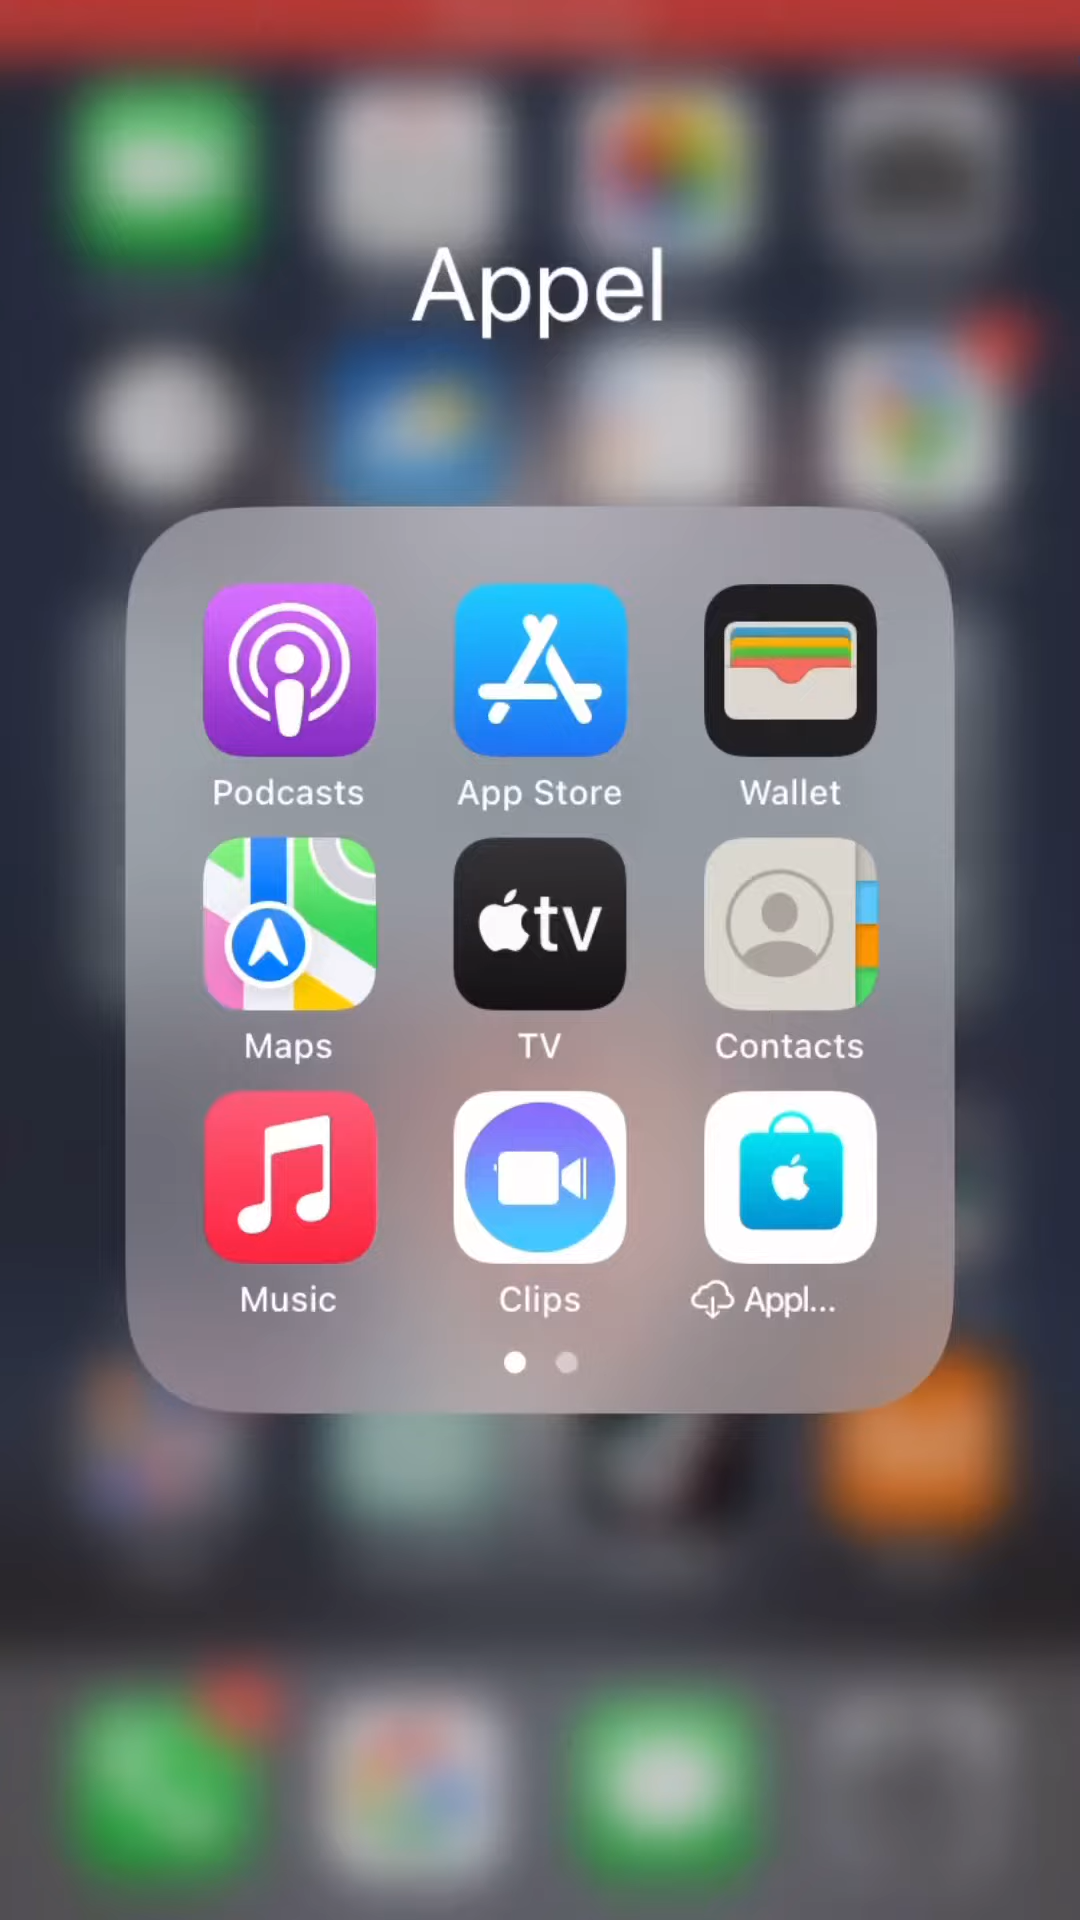 Appel
Podcasts
App Store
Wallet
tv
Maps
TV
Contacts
Music
Clips
Appl...